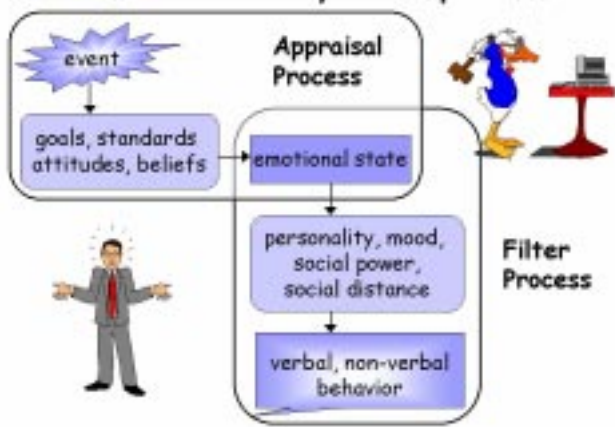 Appraisal
Process
event
goals, standards
attitudes, beliefs
emotional state
personality, mood,
social power,
social distance
Filter
Process
verbal, non-verbal
behavior